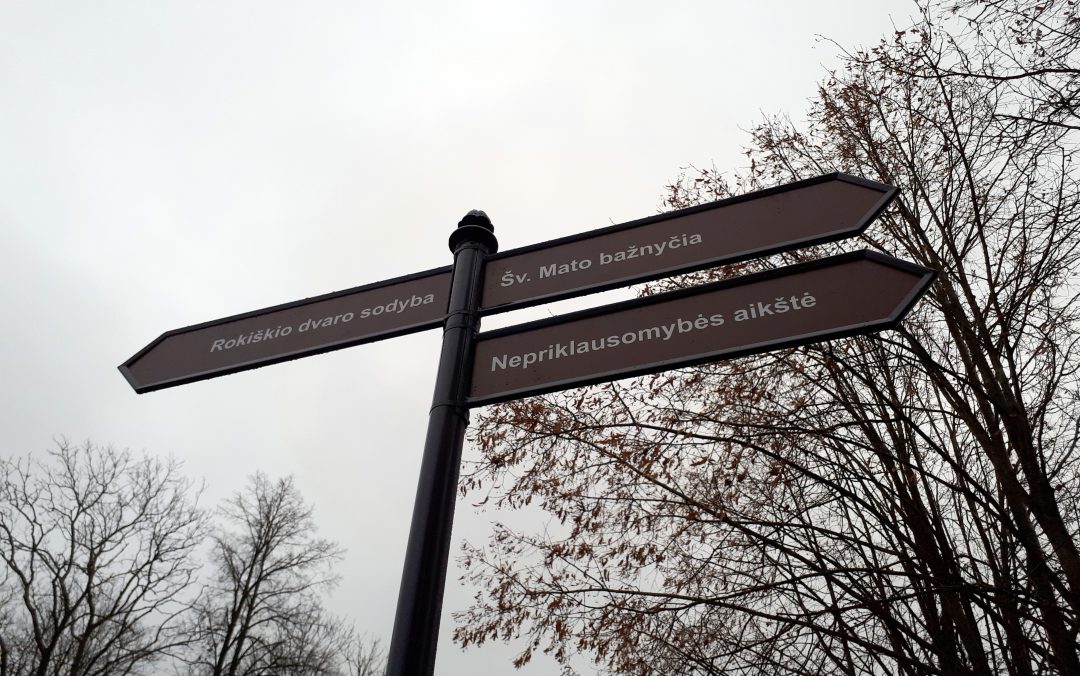 Rokiškio dvaro sodyba
Šv. Mato bažnyčia
Nepriklausomybės aikštė